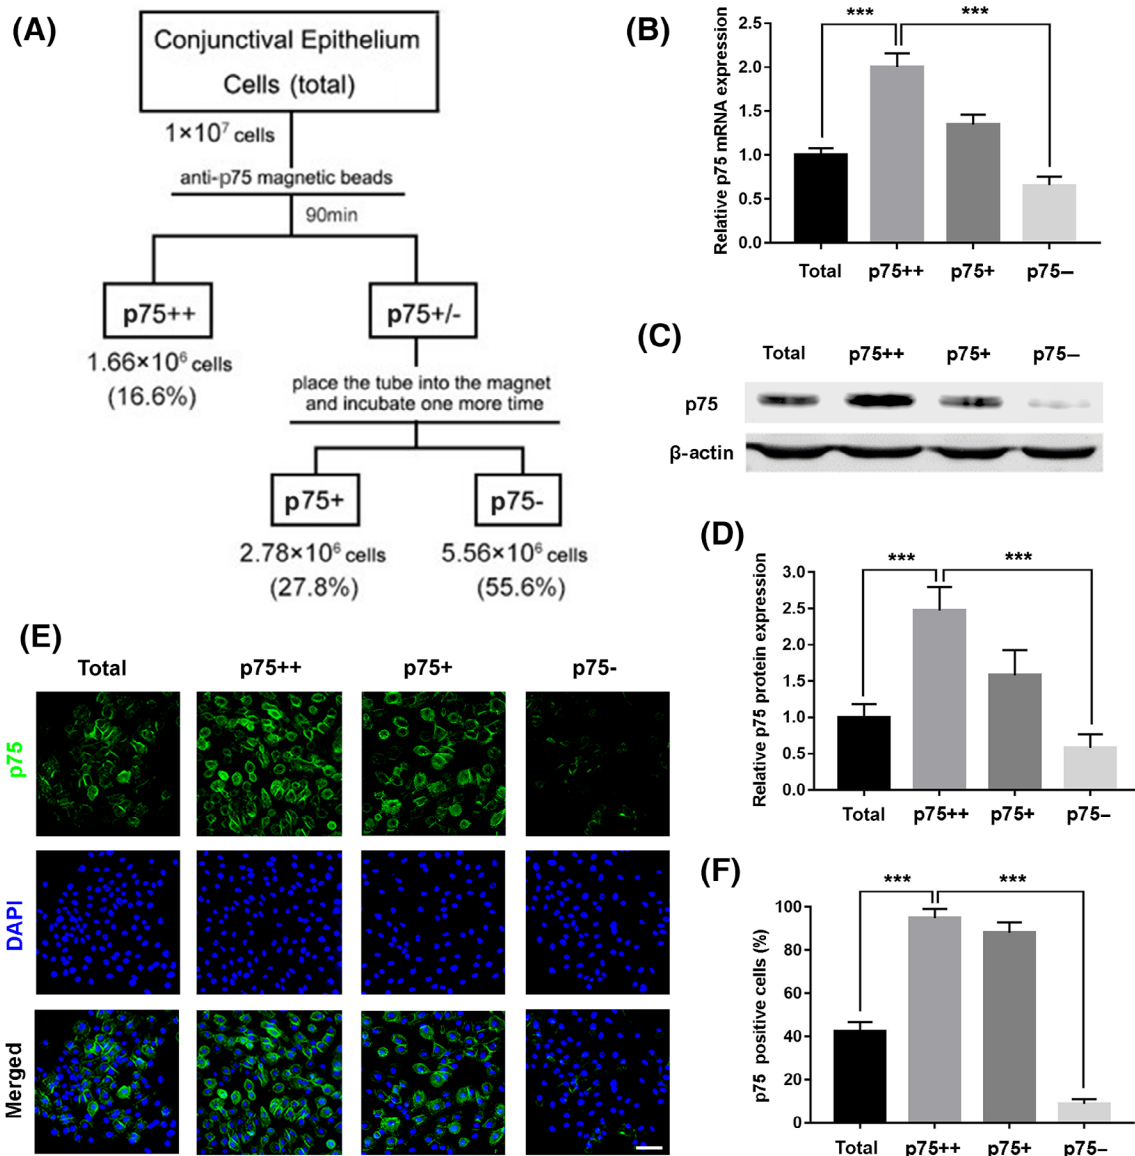 (A)
Conjunctival Epithelium
Cells (total)
1×10⁷ cells
anti-p75 magnetic beads
90min
p75++
p75+/-
1.66×10⁶ cells
(16.6%)
place the tube into the magnet
and incubate one more time
p75+
p75-
2.78×10⁶ cells
(27.8%)
5.56×10⁶ cells
(55.6%)
(B)
Relative p75 mRNA expression
2.5
2.0
1.5
1.0
0.5
0.0
*** ***
Total p75++ p75+ p75–
(C)
Total p75++ p75+ p75–
p75
β-actin
(D)
Relative p75 protein expression
3.0
2.5
2.0
1.5
1.0
0.5
0.0
*** ***
Total p75++ p75+ p75–
(E)
Total p75++ p75+ p75-
p75
DAPI
Merged
(F)
p75 positive cells (%)
100
80
60
40
20
0
*** ***
Total p75++ p75+ p75–